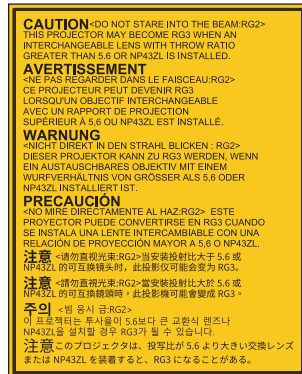 CAUTION<DO NOT STARE INTO THE BEAM:RG2>
THIS PROJECTOR MAY BECOME RG3 WHEN AN
INTERCHANGEABLE LENS WITH THROW RATIO
GREATER THAN 5.6 OR NP43ZL IS INSTALLED.
AVERTISSEMENT
<NE PAS REGARDER DANS LE FAISCEAU:RG2>
CE PROJECTEUR PEUT DEVENIR RG3
LORSQU'UN OBJECTIF INTERCHANGEABLE
AVEC UN RAPPORT DE PROJECTION
SUPÉRIEUR À 5,6 OU NP43ZL EST INSTALLÉ.
WARNUNG
<NICHT DIREKT IN DEN STRAHL BLICKEN : RG2>
DIESER PROJEKTOR KANN ZU RG3 WERDEN, WENN
EIN AUSTAUSCHBARES OBJEKTIV MIT EINEM
WURFVERHÄLTNIS VON GRÖSSER ALS 5,6 ODER
NP43ZL INSTALLIERT IST.
PRECAUCIÓN
<NO MIRE DIRECTAMENTE AL HAZ:RG2> ESTE
PROYECTOR PUEDE CONVERTIRSE EN RG3 CUANDO
SE INSTALA UNA LENTE INTERCAMBIABLE CON UNA
RELACIÓN DE PROYECCIÓN MAYOR A 5,6 O NP43ZL.
注意 <请勿直视光束:RG2>当安装投射比大于 5.6 或
NP43ZL 的可互换镜头时，此投影仪可能会变为 RG3。
注意 <請勿直視光束:RG2>當安裝投射比大於 5.6 或
NP43ZL 的可互換鏡頭時，此投影機可能會變成 RG3。
주의 <빔 응시 금:RG2>
이 프로젝터는 투사율이 5.6보다 큰 교환식 렌즈나
NP43ZL을 설치할 경우 RG3가 될 수 있습니다.
注意 このプロジェクタは、投写比が 5.6 より大きい交換レンズ
または NP43ZL を装着すると、RG3 になることがある。